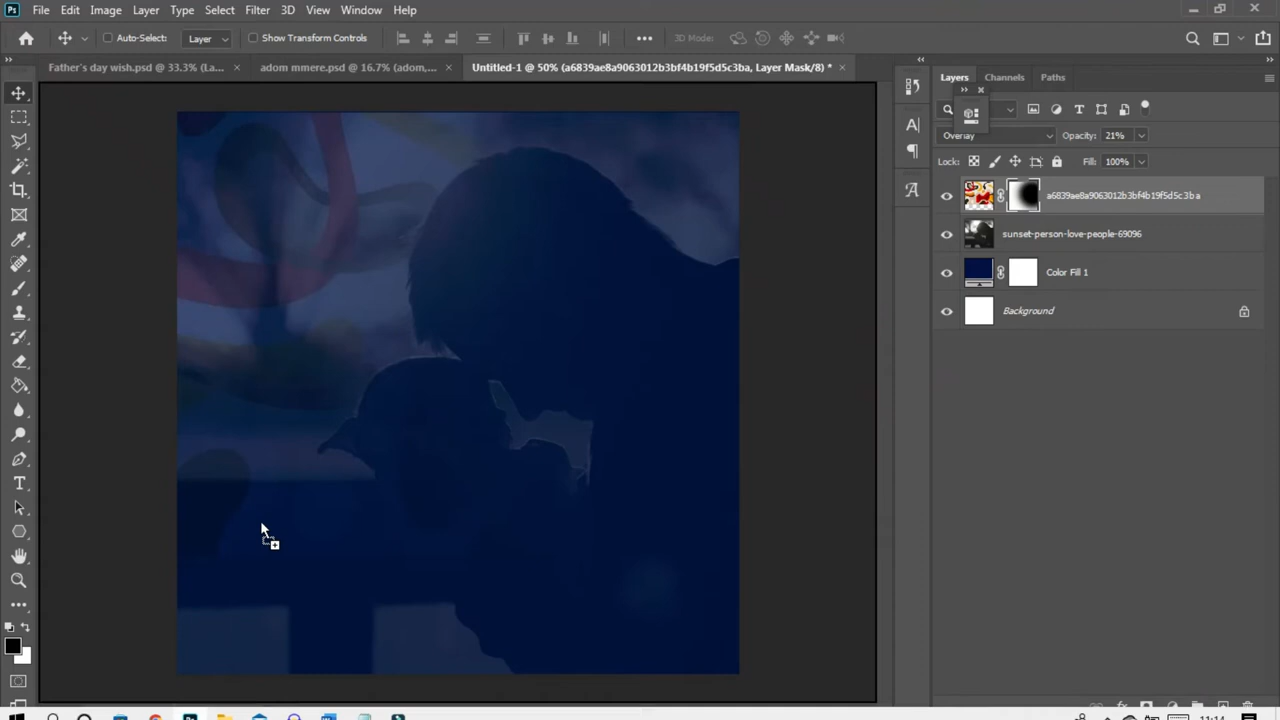 Ps File Edit Image Layer Type Select Filter 3D View Window Help
Auto-Select: Layer Show Transform Controls 3D Mode:
Father's day wish.psd @ 33.3% (La... × adom mmere.psd @ 16.7% (adom, ... × Untitled-1 @ 50% (a6839ae8a9063012b3bf4b19f5d5c3ba, Layer Mask/8) * ×
Layers Channels Paths
Overlay Opacity: 21%
Lock: Fill: 100%
a6839ae8a9063012b3bf4b19f5d5c3ba
sunset-person-love-people-69096
Color Fill 1
Background
11:14